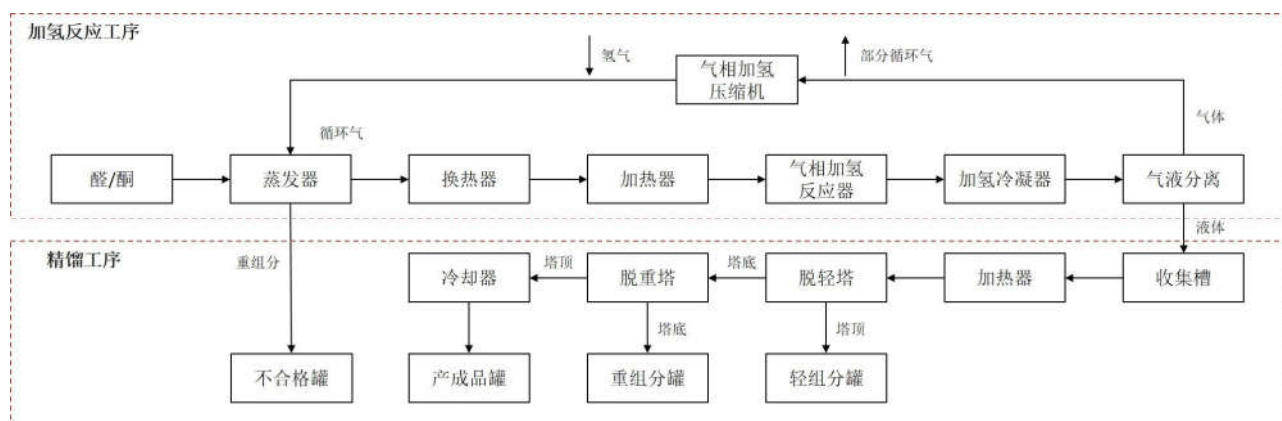 加氢反应工序
氢气
气相加氢
压缩机
部分循环气
循环气
气体
醛/酮
蒸发器
换热器
加热器
气相加氢
反应器
加氢冷凝器
气液分离
液体
精馏工序
重组分
冷却器
塔顶
脱重塔
塔底
脱轻塔
加热器
收集槽
塔底
塔顶
不合格罐
产成品罐
重组分罐
轻组分罐